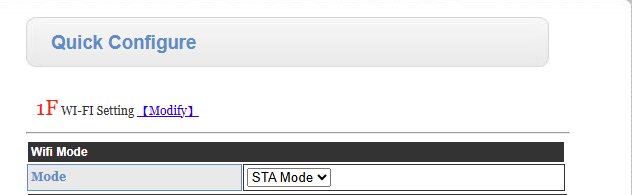 Quick Configure
1F WI-FI Setting 【Modify】
Wifi Mode
Mode STA Mode